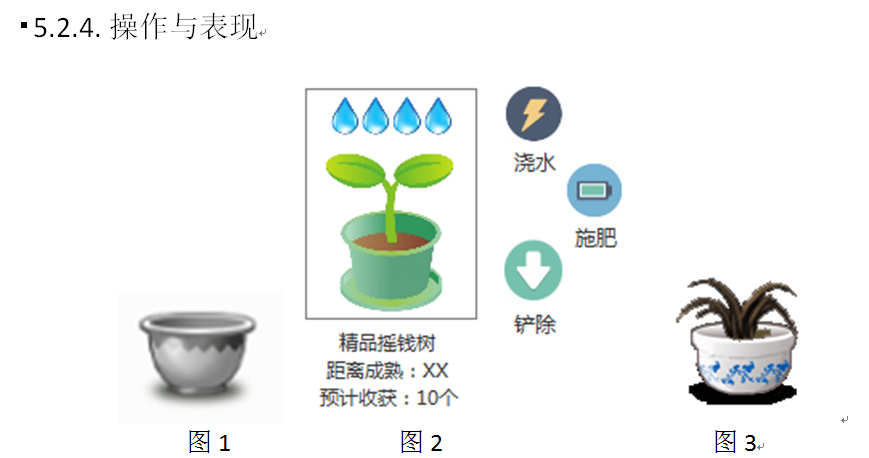 5.2.4. 操作与表现
浇水
施肥
铲除
精品摇钱树
距离成熟：XX
预计收获：10个
图 1
图 2
图 3